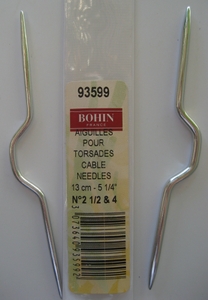 93599
BOHIN
FRANCE
AIGUILLES
POUR
TORSADES
CABLE
NEEDLES
13 cm - 5 1/4"
N°2 1/2 & 4